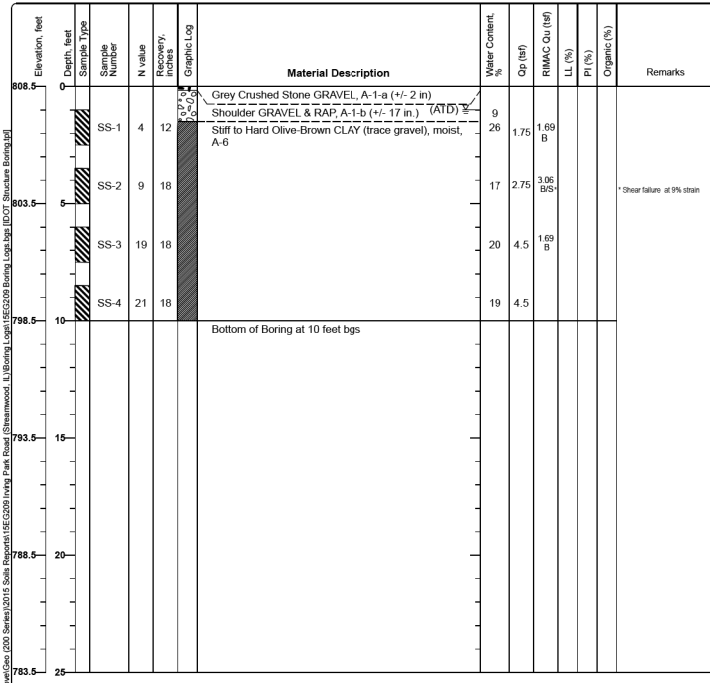 Elevation, feet
Depth, feet
Sample Type
Sample Number
N value
Recovery, inches
Graphic Log
Material Description
Water Content, %
Qp (tsf)
RIMAC Qu (tsf)
LL (%)
PI (%)
Organic (%)
Remarks
808.5 0
Grey Crushed Stone GRAVEL, A-1-a (+/- 2 in)
Shoulder GRAVEL & RAP, A-1-b (+/- 17 in.) (ATD) 9
SS-1 4 12 26 1.75 1.69 B
Stiff to Hard Olive-Brown CLAY (trace gravel), moist,
A-6
SS-2 9 18 17 2.75 3.06 B/S* * Shear failure at 9% strain
803.5 5
SS-3 19 18 20 4.5 1.69 B
SS-4 21 18 19 4.5
798.5 10
Bottom of Boring at 10 feet bgs
793.5 15
788.5 20
783.5 25
ve\Geo (200 Series)\2015 Soils Reports\15EG209 Irving Park Road (Streamwood, IL)\Boring Logs\15EG209 Boring Logs.bgs [IDOT Structure Boring.tpl]